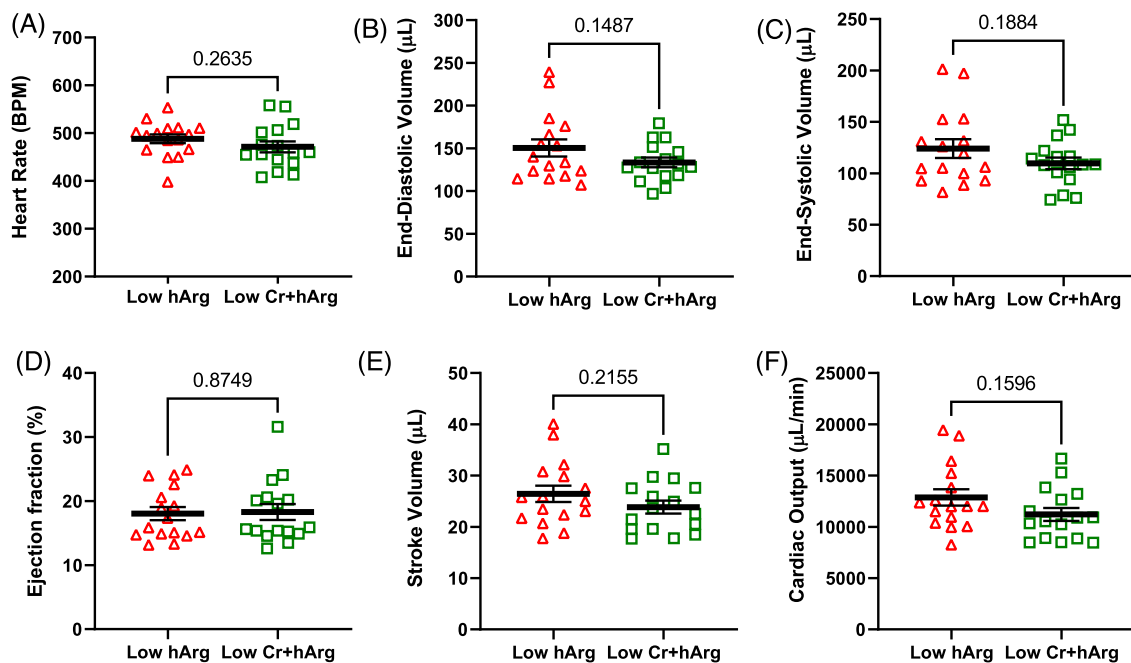 (A)
Heart Rate (BPM)
700
600
500
400
300
200
0.2635
Low hArg Low Cr+hArg
(B)
End-Diastolic Volume (μL)
300
250
200
150
100
50
0
0.1487
Low hArg Low Cr+hArg
(C)
End-Systolic Volume (μL)
250
200
150
100
50
0
0.1884
Low hArg Low Cr+hArg
(D)
Ejection fraction (%)
40
30
20
10
0
0.8749
Low hArg Low Cr+hArg
(E)
Stroke Volume (μL)
50
40
30
20
10
0
0.2155
Low hArg Low Cr+hArg
(F)
Cardiac Output (μL/min)
25000
20000
15000
10000
5000
0
0.1596
Low hArg Low Cr+hArg